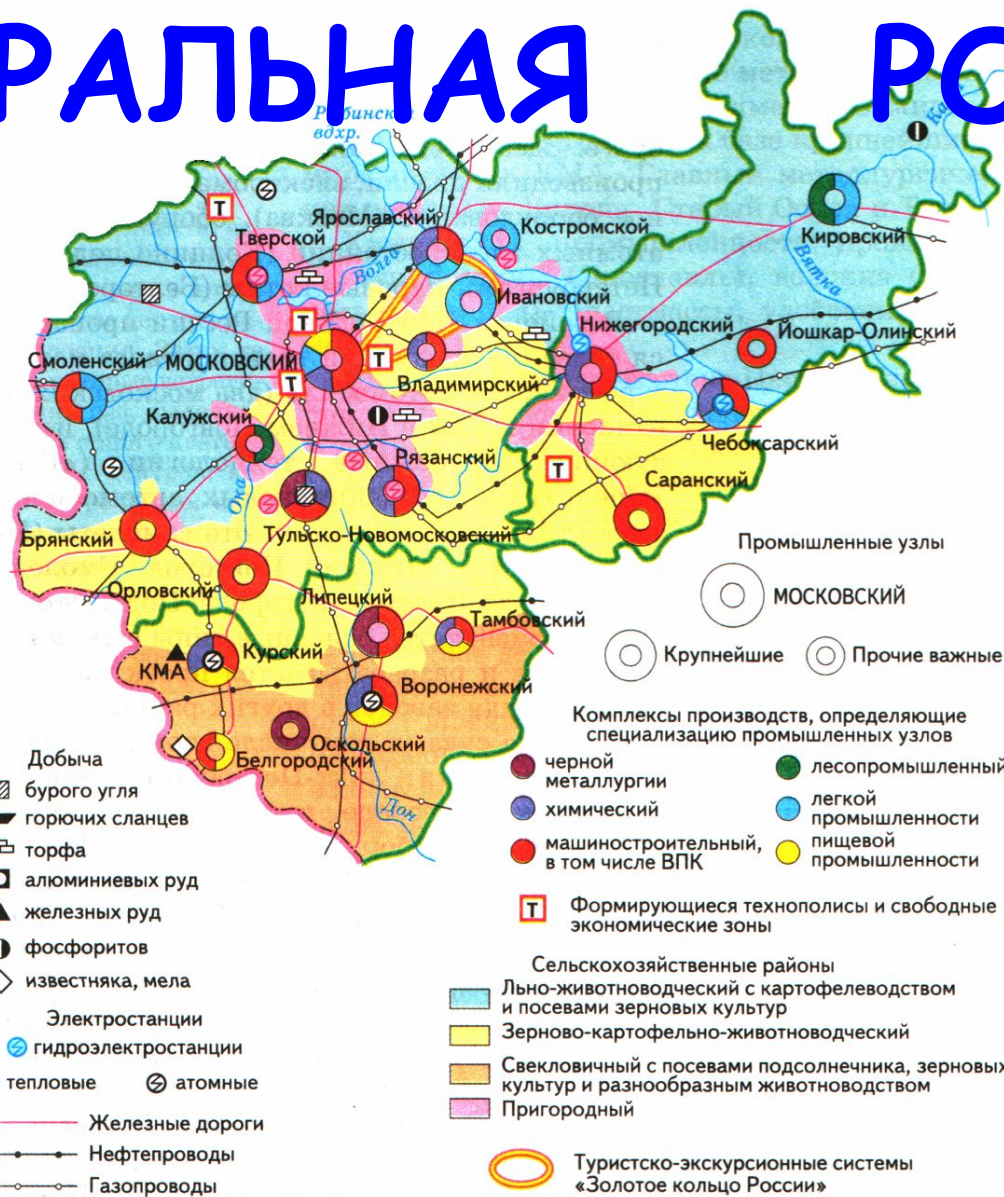 РАЛЬНАЯ РО
Рыбинское
вдхр.
Кама
Ярославский
Костромской
Тверской
Кировский
Волга
Вятка
Ивановский
Нижегородский
Йошкар-Олинский
Смоленский
МОСКОВСКИЙ
Владимирский
Калужский
Чебоксарский
Рязанский
Саранский
Ока
Брянский
Тульско-Новомосковский
Орловский
Липецкий
Тамбовский
Курский
КМА
Воронежский
Оскольский
Белгородский
Дон
Т
Т
Т
Т
Т
Промышленные узлы
МОСКОВСКИЙ
Крупнейшие
Прочие важные
Комплексы производств, определяющие
специализацию промышленных узлов
черной
металлургии
химический
машиностроительный,
в том числе ВПК
лесопромышленный
легкой
промышленности
пищевой
промышленности
Т
Формирующиеся технополисы и свободные
экономические зоны
Сельскохозяйственные районы
Льно-животноводческий с картофелеводством
и посевами зерновых культур
Зерново-картофельно-животноводческий
Свекловичный с посевами подсолнечника, зерновых
культур и разнообразным животноводством
Пригородный
Туристско-экскурсионные системы
«Золотое кольцо России»
Добыча
бурого угля
горючих сланцев
торфа
алюминиевых руд
железных руд
фосфоритов
известняка, мела
Электростанции
гидроэлектростанции
тепловые
атомные
Железные дороги
Нефтепроводы
Газопроводы